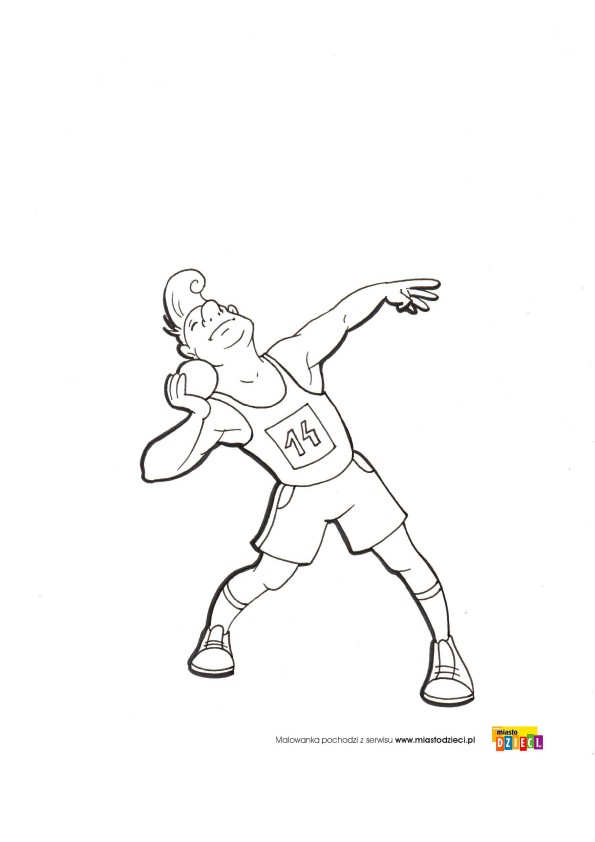 14
Malowanka pochodzi z serwisu www.miastodzieci.pl
miasto
DZIECI.